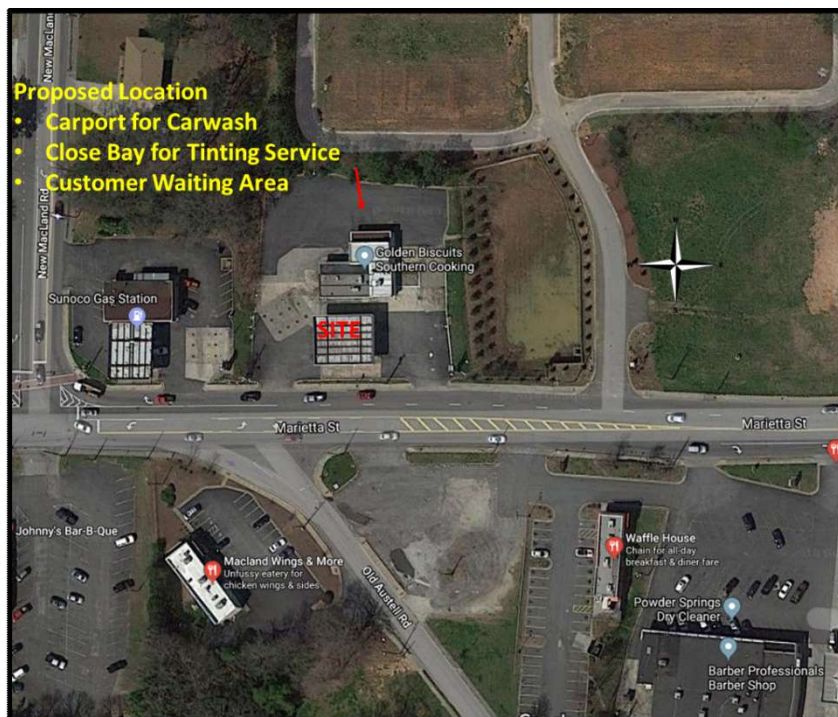 New MacLand
Proposed Location
• Carport for Carwash
• Close Bay for Tinting Service
• Customer Waiting Area
New MacLand Rd
Golden Biscuits
Southern Cooking
Sunoco Gas Station
SITE
Marietta St
Marietta St
Johnny's Bar-B-Que
Macland Wings & More
Unfussy eatery for
chicken wings & sides
Old Austell Rd
Waffle House
Chain for all-day
breakfast & diner fare
Powder Springs
Dry Cleaner
Barber Professionals
Barber Shop